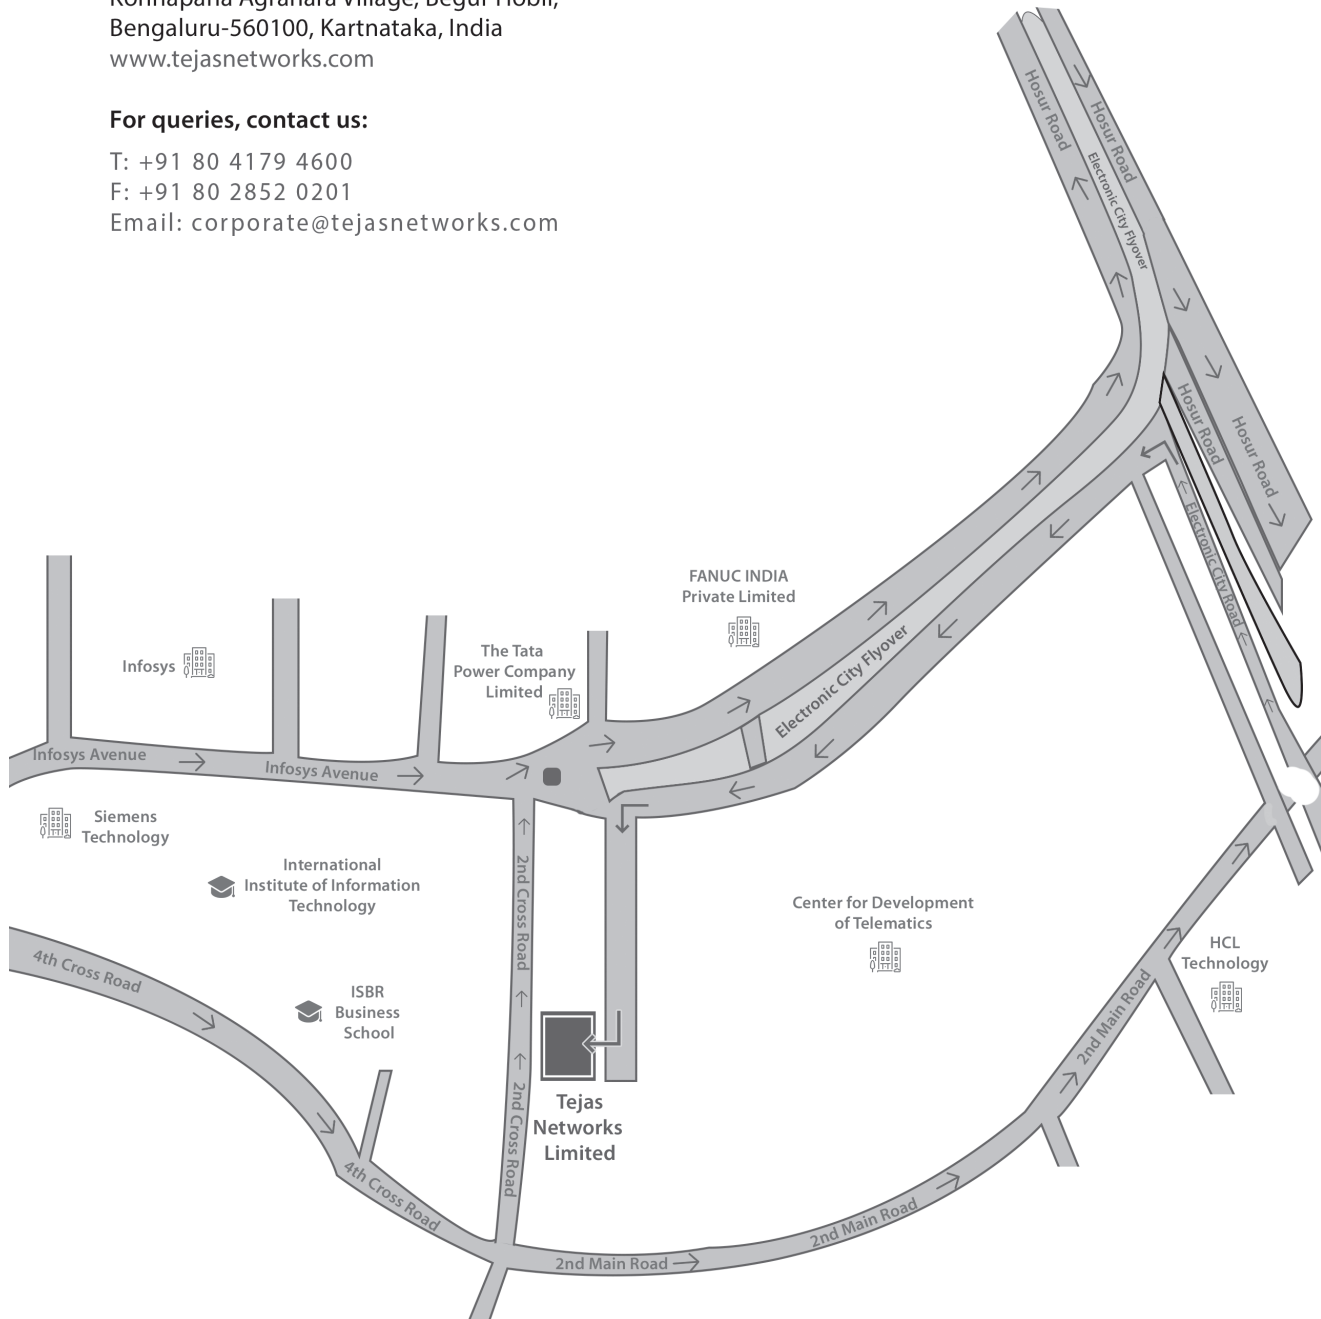 Konnapana Agrahara Village, Begur Hobli,
Bengaluru-560100, Kartnataka, India
www.tejasnetworks.com
For queries, contact us:
T: +91 80 4179 4600
F: +91 80 2852 0201
Email: corporate@tejasnetworks.com
Hosur Road
Hosur Road
Electronic City Flyover
Hosur Road
Hosur Road
Electronic City Road
FANUC INDIA
Private Limited
Electronic City Flyover
The Tata
Power Company
Limited
Infosys
Infosys Avenue
Infosys Avenue
Siemens
Technology
International
Institute of Information
Technology
2nd Cross Road
Center for Development
of Telematics
HCL
Technology
4th Cross Road
ISBR
Business
School
2nd Main Road
Tejas
Networks
Limited
2nd Cross Road
4th Cross Road
2nd Main Road
2nd Main Road